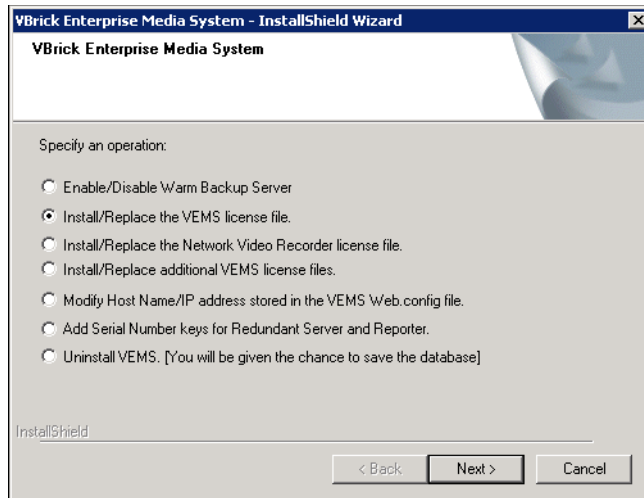 VBrick Enterprise Media System - InstallShield Wizard
VBrick Enterprise Media System
Specify an operation:
Enable/Disable Warm Backup Server
Install/Replace the VEMS license file.
Install/Replace the Network Video Recorder license file.
Install/Replace additional VEMS license files.
Modify Host Name/IP address stored in the VEMS Web.config file.
Add Serial Number keys for Redundant Server and Reporter.
Uninstall VEMS. [You will be given the chance to save the database]
InstallShield
< Back Next > Cancel